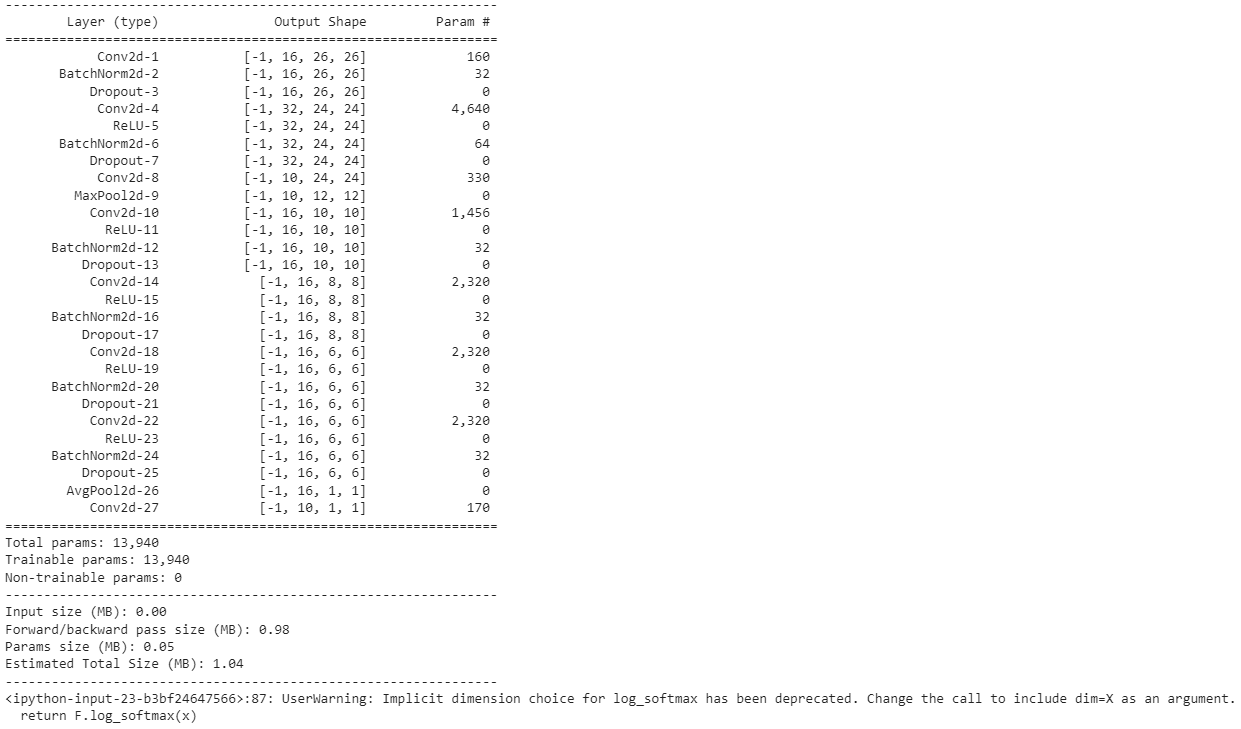 ----------------------------------------------------------------
        Layer (type)               Output Shape         Param #
================================================================
            Conv2d-1           [-1, 16, 26, 26]             160
       BatchNorm2d-2           [-1, 16, 26, 26]              32
           Dropout-3           [-1, 16, 26, 26]               0
            Conv2d-4           [-1, 32, 24, 24]           4,640
              ReLU-5           [-1, 32, 24, 24]               0
       BatchNorm2d-6           [-1, 32, 24, 24]              64
           Dropout-7           [-1, 32, 24, 24]               0
            Conv2d-8           [-1, 10, 24, 24]             330
         MaxPool2d-9           [-1, 10, 12, 12]               0
           Conv2d-10           [-1, 16, 10, 10]           1,456
             ReLU-11           [-1, 16, 10, 10]               0
      BatchNorm2d-12           [-1, 16, 10, 10]              32
          Dropout-13           [-1, 16, 10, 10]               0
           Conv2d-14             [-1, 16, 8, 8]           2,320
             ReLU-15             [-1, 16, 8, 8]               0
      BatchNorm2d-16             [-1, 16, 8, 8]              32
          Dropout-17             [-1, 16, 8, 8]               0
           Conv2d-18             [-1, 16, 6, 6]           2,320
             ReLU-19             [-1, 16, 6, 6]               0
      BatchNorm2d-20             [-1, 16, 6, 6]              32
          Dropout-21             [-1, 16, 6, 6]               0
           Conv2d-22             [-1, 16, 6, 6]           2,320
             ReLU-23             [-1, 16, 6, 6]               0
      BatchNorm2d-24             [-1, 16, 6, 6]              32
          Dropout-25             [-1, 16, 6, 6]               0
        AvgPool2d-26             [-1, 16, 1, 1]               0
           Conv2d-27             [-1, 10, 1, 1]             170
================================================================
Total params: 13,940
Trainable params: 13,940
Non-trainable params: 0
----------------------------------------------------------------
Input size (MB): 0.00
Forward/backward pass size (MB): 0.98
Params size (MB): 0.05
Estimated Total Size (MB): 1.04
----------------------------------------------------------------
<ipython-input-23-b3bf24647566>:87: UserWarning: Implicit dimension choice for log_softmax has been deprecated. Change the call to include dim=X as an argument.
  return F.log_softmax(x)